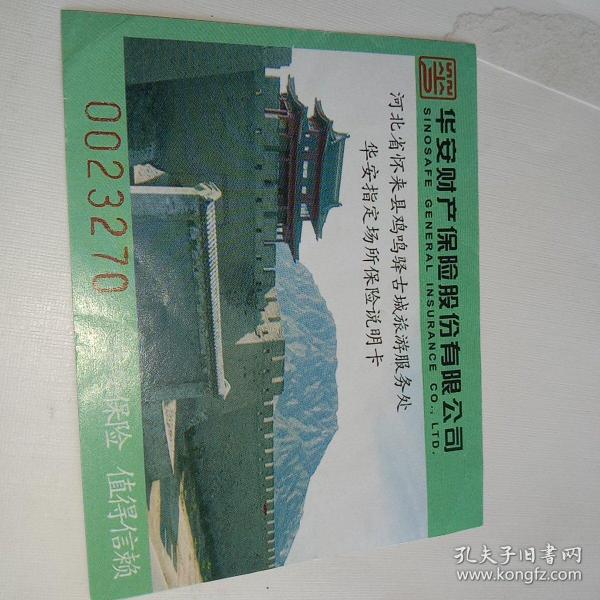 华安财产保险股份有限公司
SINOSAFE GENERAL INSURANCE CO., LTD.
河北省怀来县鸡鸣驿古城旅游服务处
华安指定场所保险说明卡
0023270
保险 值得信赖
孔夫子旧书网
www.kongfz.com